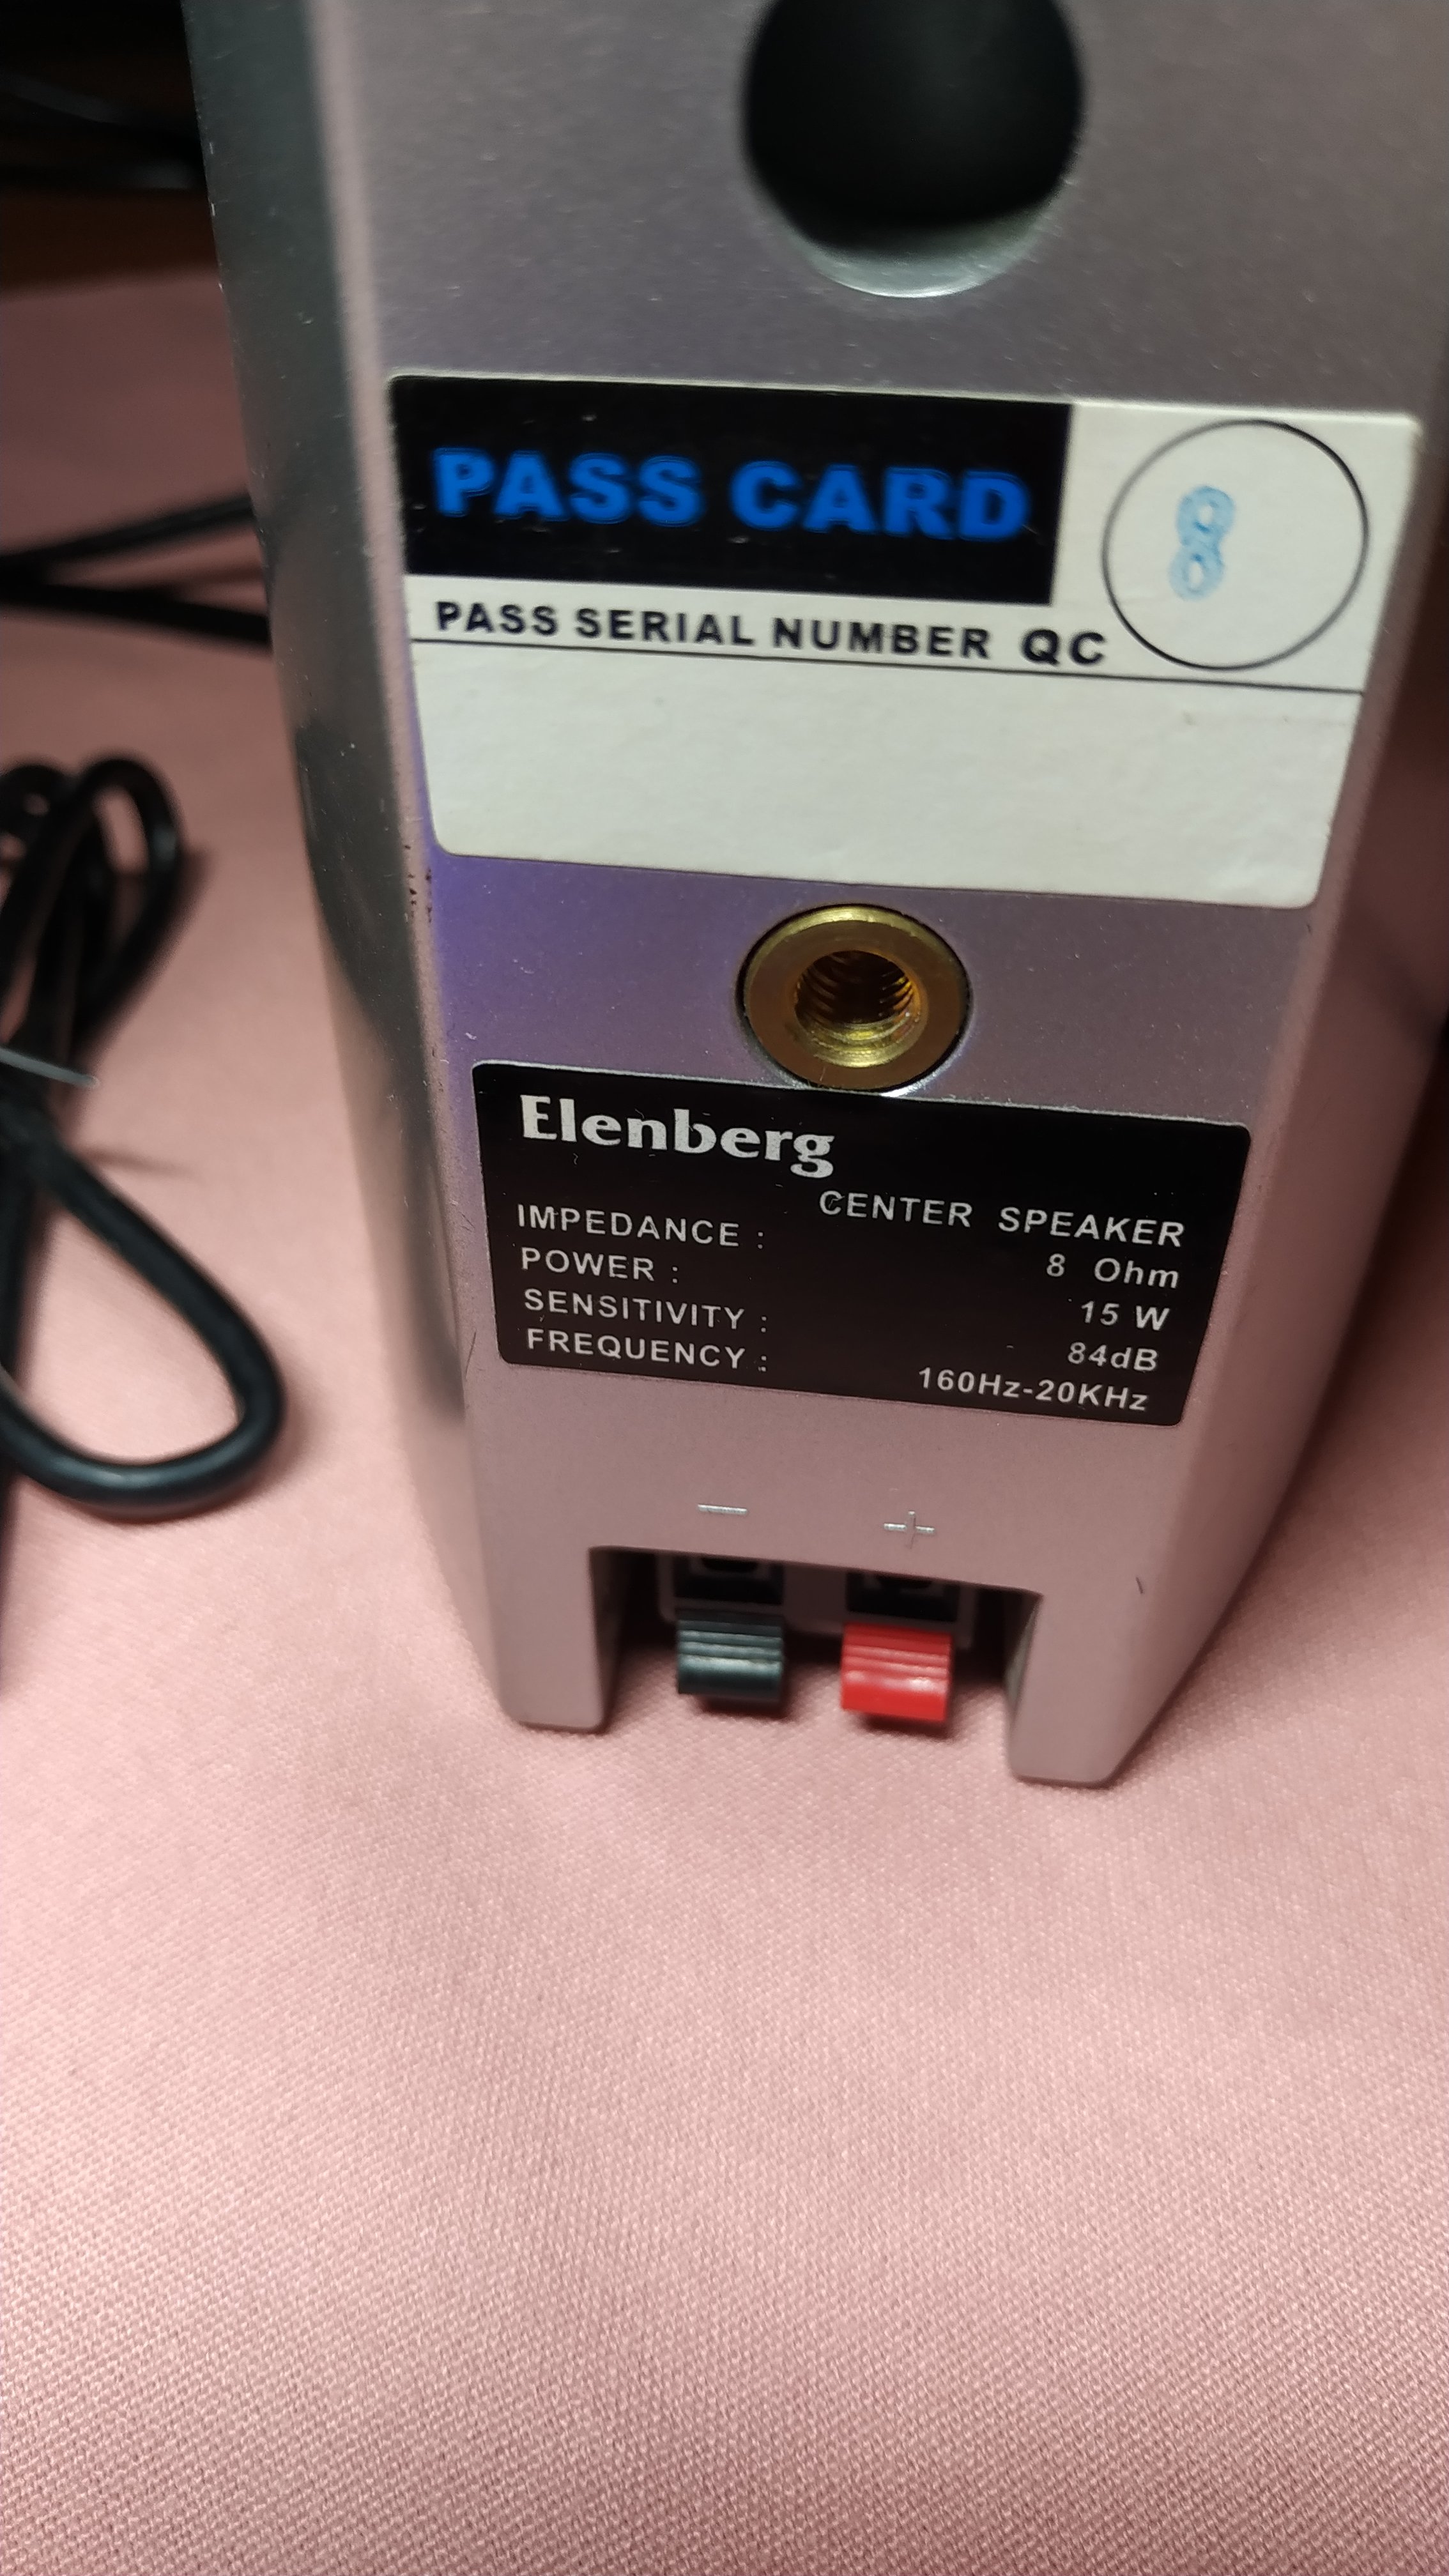 PASS CARD
8
PASS SERIAL NUMBER QC
Elenberg
CENTER SPEAKER
IMPEDANCE : 8 Ohm
POWER : 15 W
SENSITIVITY : 84dB
FREQUENCY : 160Hz-20KHz
- +